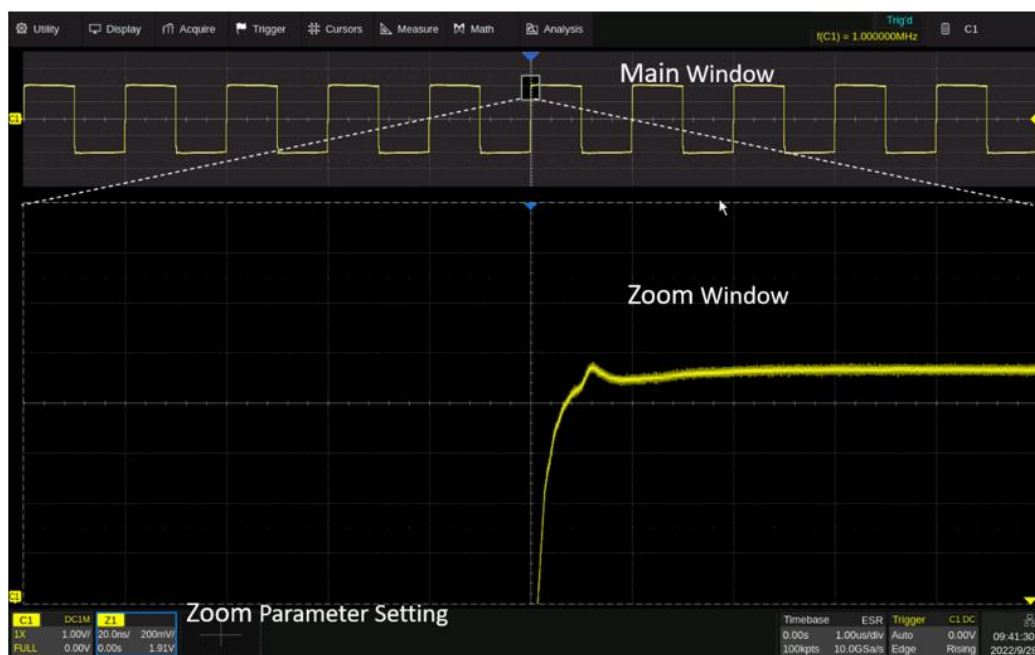 Utility Display Acquire Trigger Cursors Measure Math Analysis Trig'd C1
f(C1) = 1.000000MHz
Main Window
C1
Zoom Window
C1
Zoom Parameter Setting
C1 DC1M Z1 Timebase ESR Trigger C1 DC
1X 1.00V/ 20.0ns/ 200mV/ 0.00s 1.00us/div Auto 0.00V 09:41:30
FULL 0.00V 0.00s 1.91V 100kpts 10.0GSa/s Edge Rising